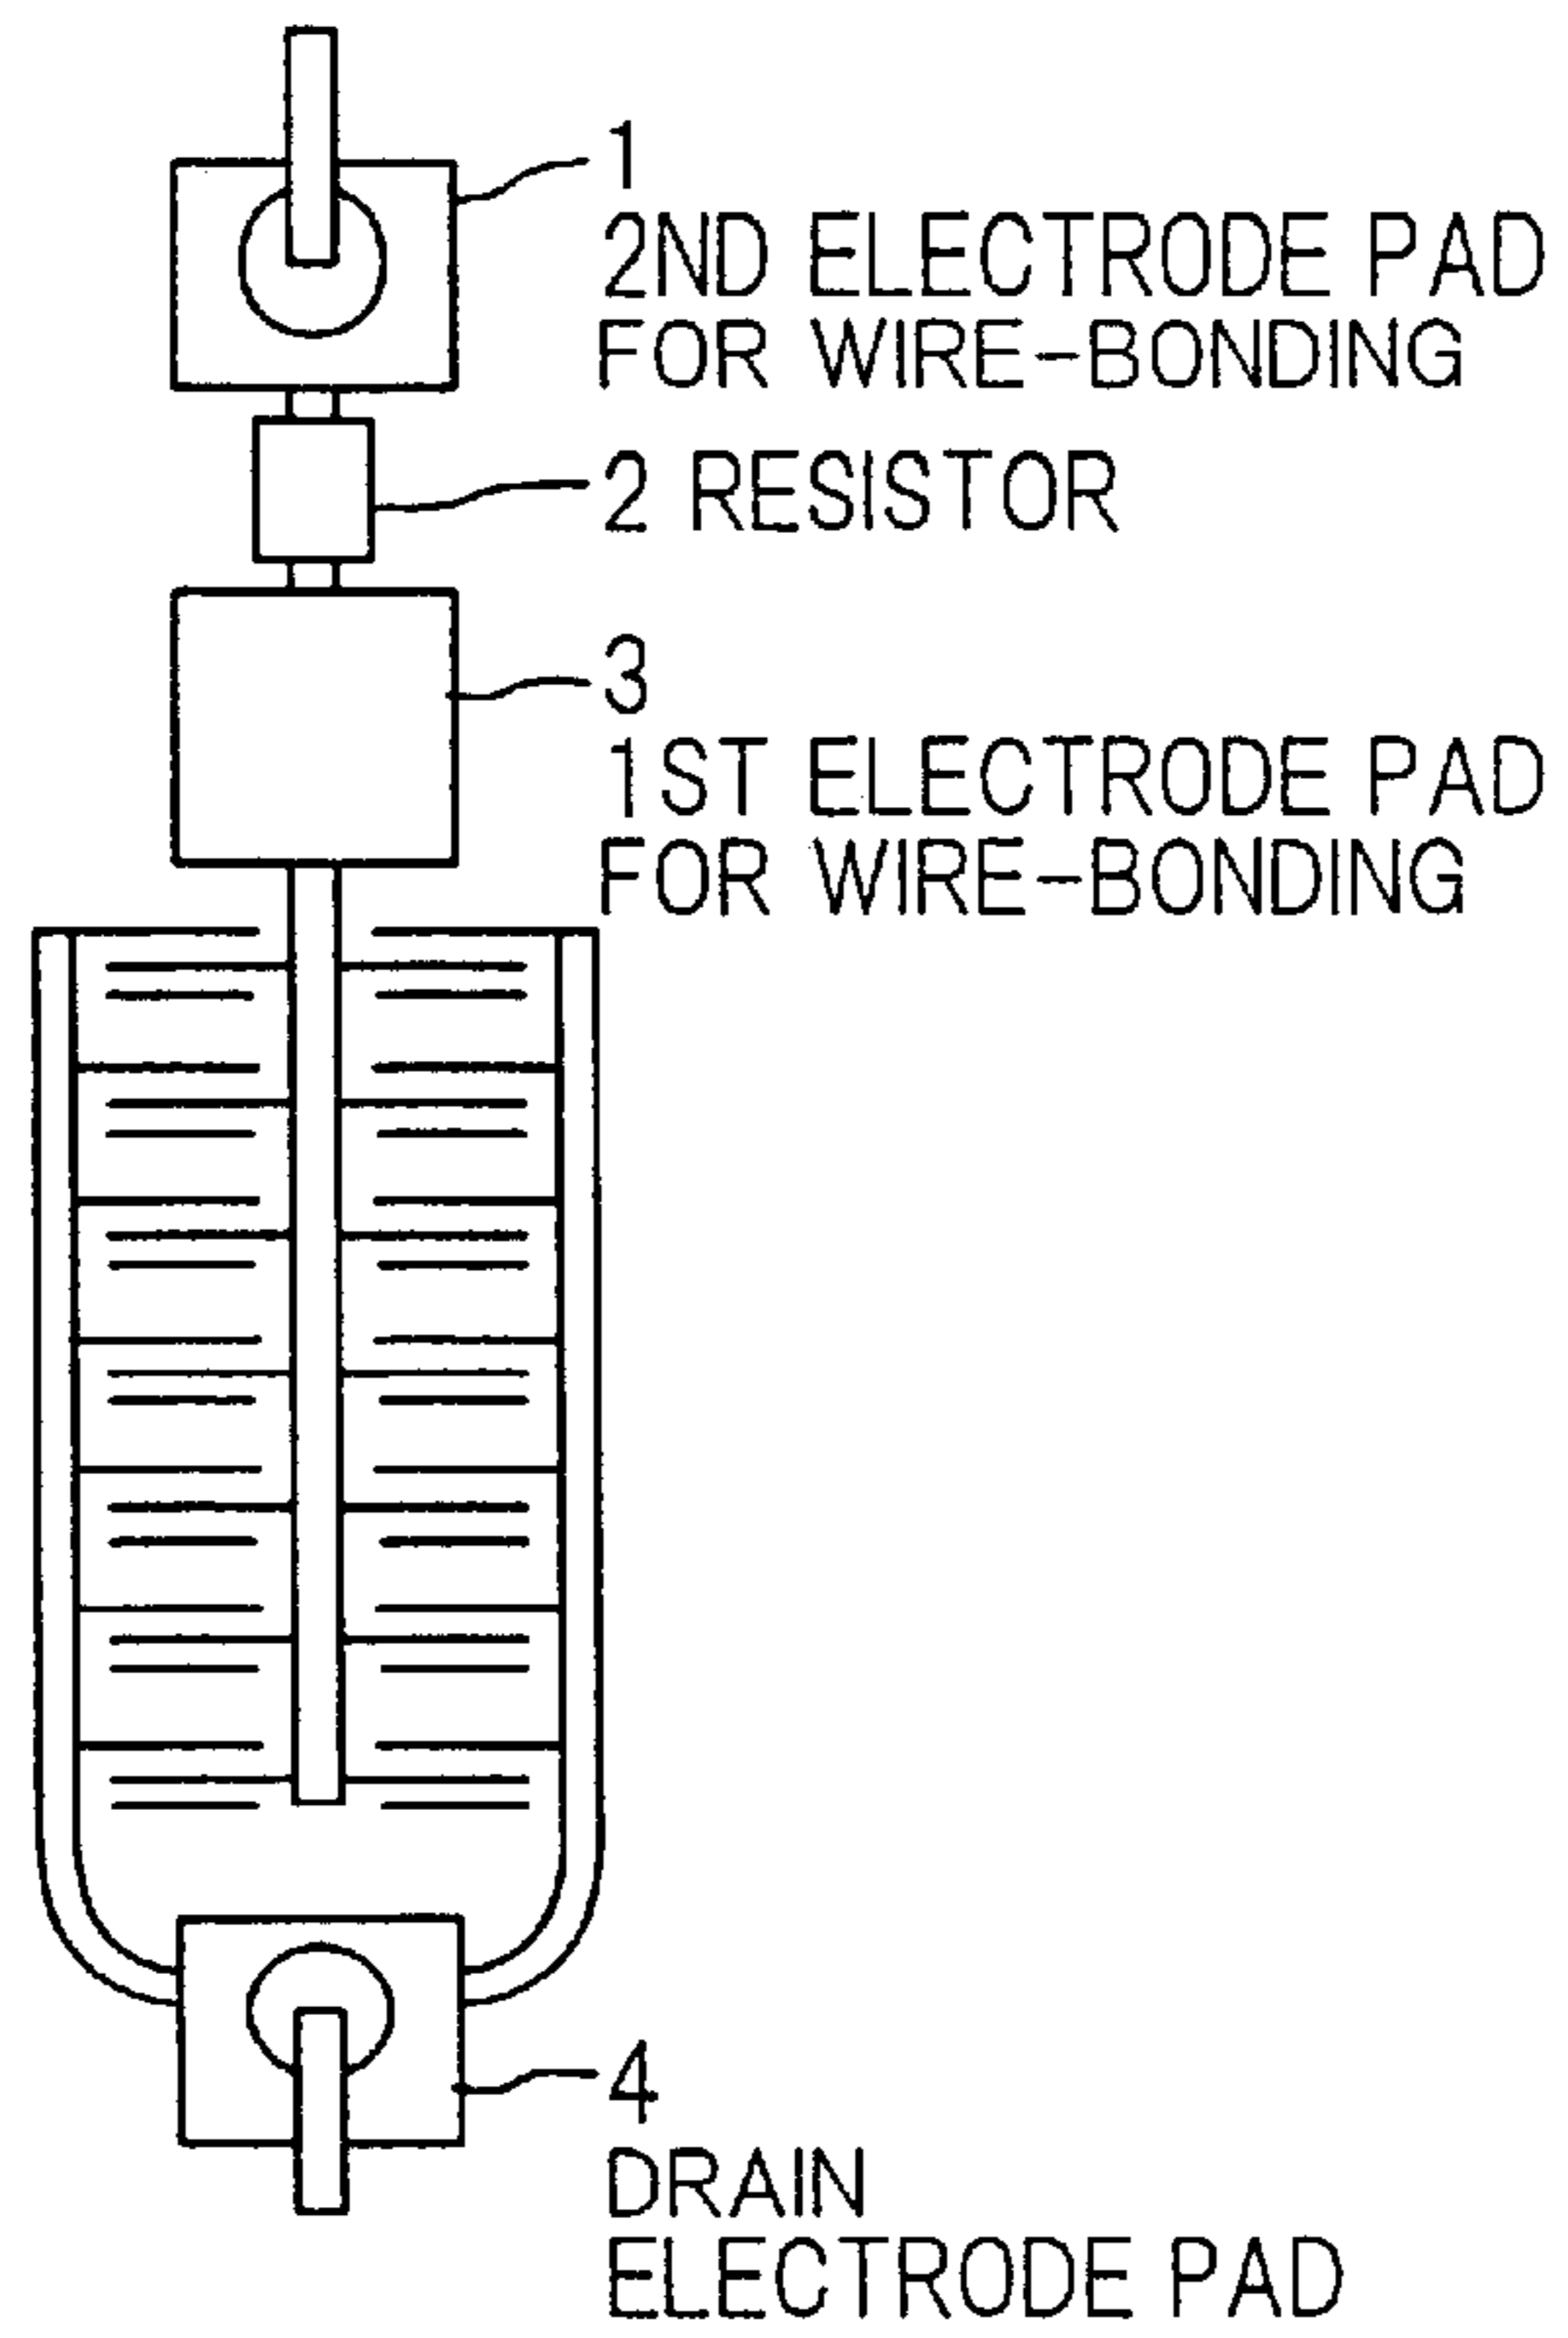 1
2ND ELECTRODE PAD
FOR WIRE-BONDING
2 RESISTOR
3
1ST ELECTRODE PAD
FOR WIRE-BONDING
4
DRAIN
ELECTRODE PAD